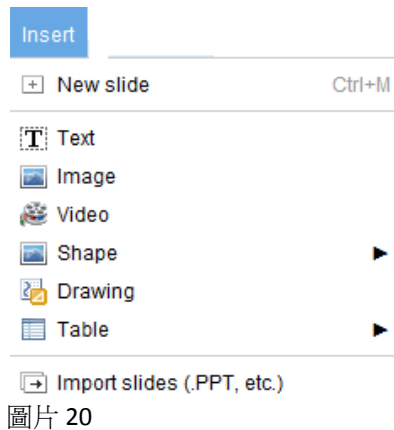 Insert
New slide Ctrl+M
Text
Image
Video
Shape
Drawing
Table
Import slides (.PPT, etc.)
圖片 20